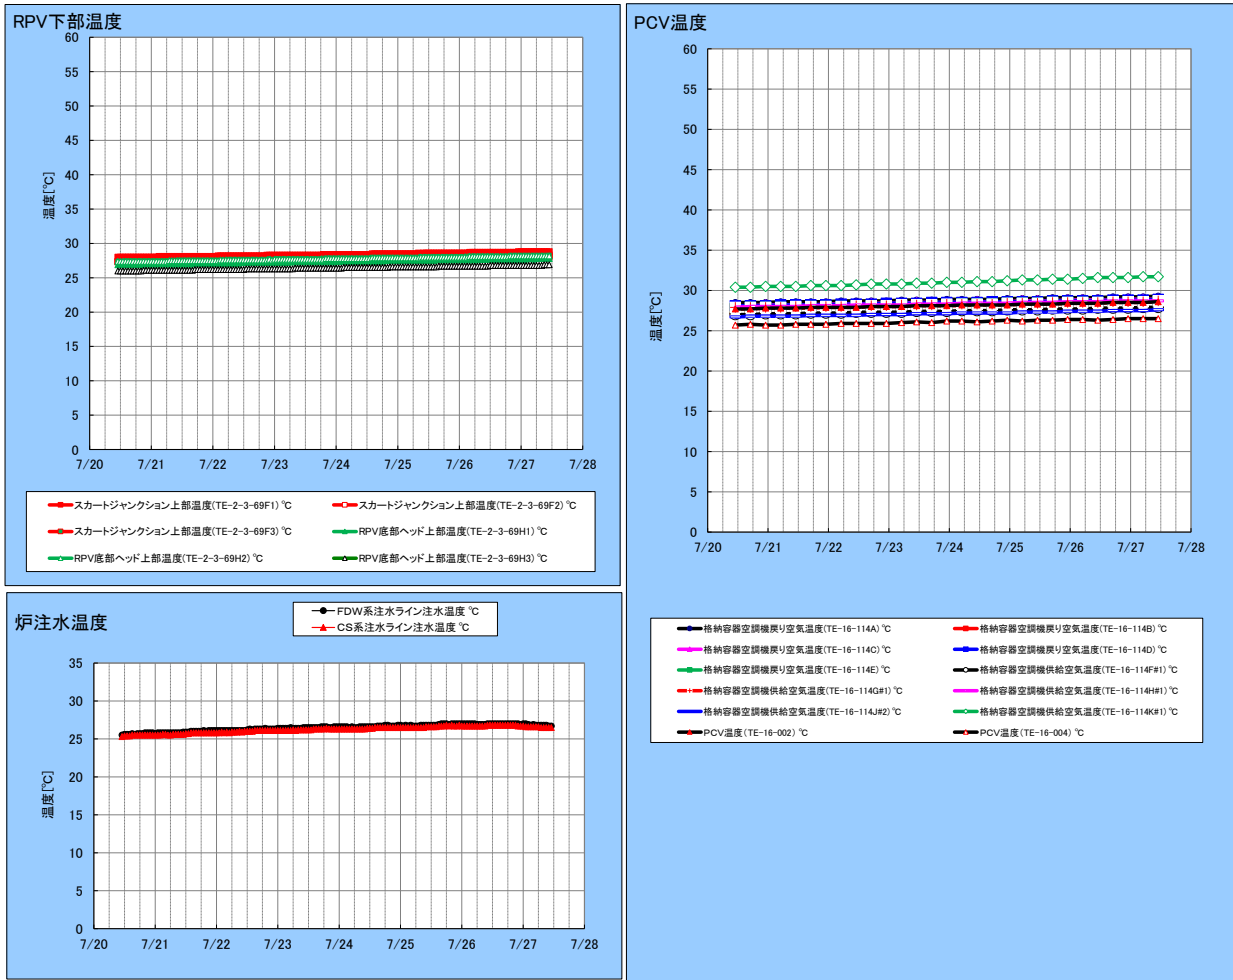 RPV下部温度
60
55
50
45
40
35
30
25
20
15
10
5
0
温度[℃]
7/20 7/21 7/22 7/23 7/24 7/25 7/26 7/27 7/28
スカートジャンクション上部温度(TE-2-3-69F1) ℃
スカートジャンクション上部温度(TE-2-3-69F2) ℃
スカートジャンクション上部温度(TE-2-3-69F3) ℃
RPV底部ヘッド上部温度(TE-2-3-69H1) ℃
RPV底部ヘッド上部温度(TE-2-3-69H2) ℃
RPV底部ヘッド上部温度(TE-2-3-69H3) ℃
炉注水温度
FDW系注水ライン注水温度 ℃
CS系注水ライン注水温度 ℃
35
30
25
20
15
10
5
0
温度[℃]
7/20 7/21 7/22 7/23 7/24 7/25 7/26 7/27 7/28
PCV温度
60
55
50
45
40
35
30
25
20
15
10
5
0
温度[℃]
7/20 7/21 7/22 7/23 7/24 7/25 7/26 7/27 7/28
格納容器空調機戻り空気温度(TE-16-114A) ℃
格納容器空調機戻り空気温度(TE-16-114B) ℃
格納容器空調機戻り空気温度(TE-16-114C) ℃
格納容器空調機戻り空気温度(TE-16-114D) ℃
格納容器空調機戻り空気温度(TE-16-114E) ℃
格納容器空調機供給空気温度(TE-16-114F#1) ℃
格納容器空調機供給空気温度(TE-16-114G#1) ℃
格納容器空調機供給空気温度(TE-16-114H#1) ℃
格納容器空調機供給空気温度(TE-16-114J#2) ℃
格納容器空調機供給空気温度(TE-16-114K#1) ℃
PCV温度(TE-16-002) ℃
PCV温度(TE-16-004) ℃